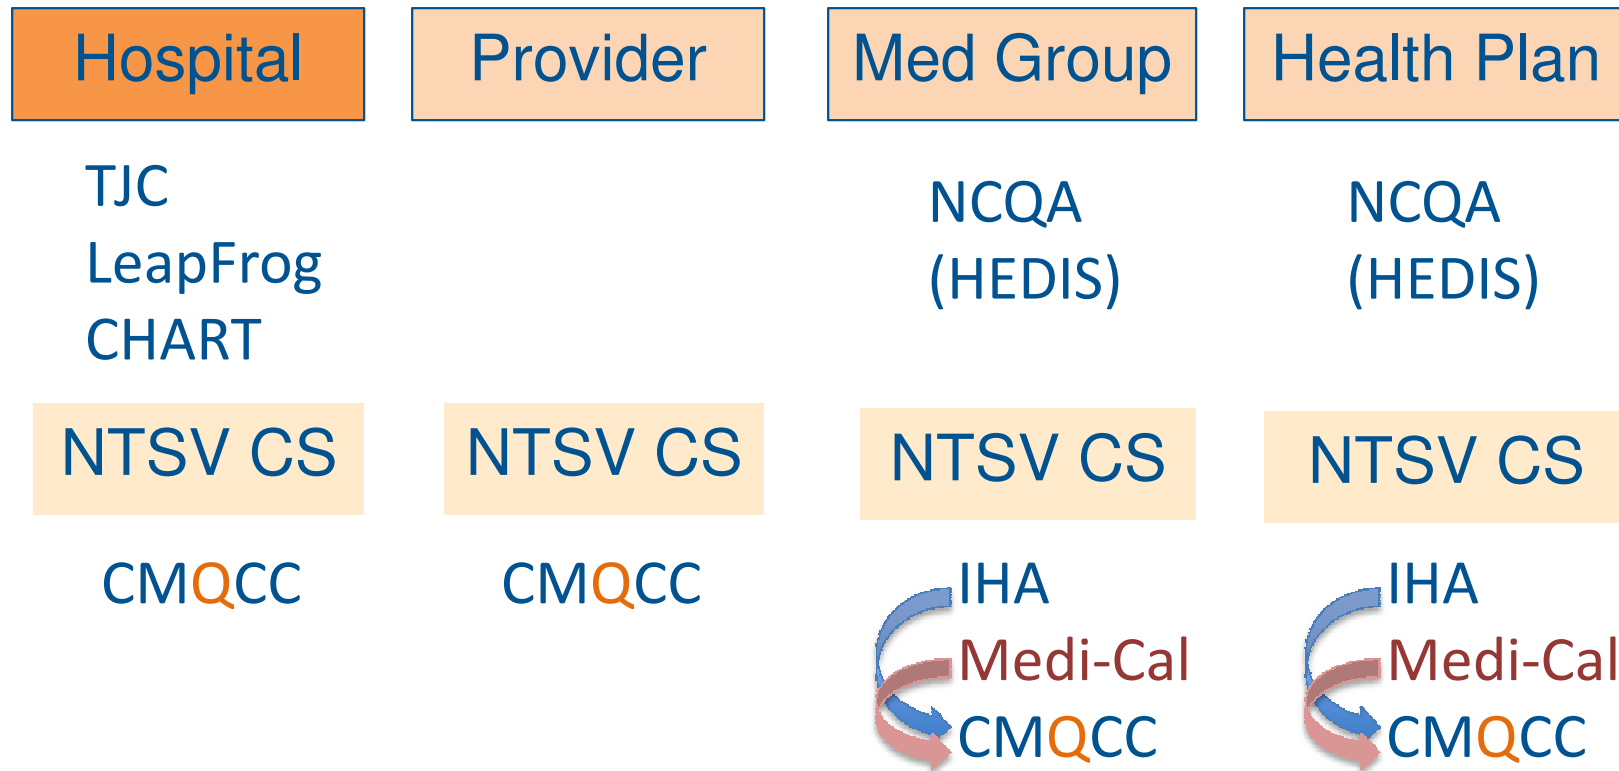 Hospital
Provider
Med Group
Health Plan
TJC
LeapFrog
CHART
NCQA
(HEDIS)
NCQA
(HEDIS)
NTSV CS
NTSV CS
NTSV CS
NTSV CS
CMQCC
CMQCC
IHA
Medi-Cal
CMQCC
IHA
Medi-Cal
CMQCC